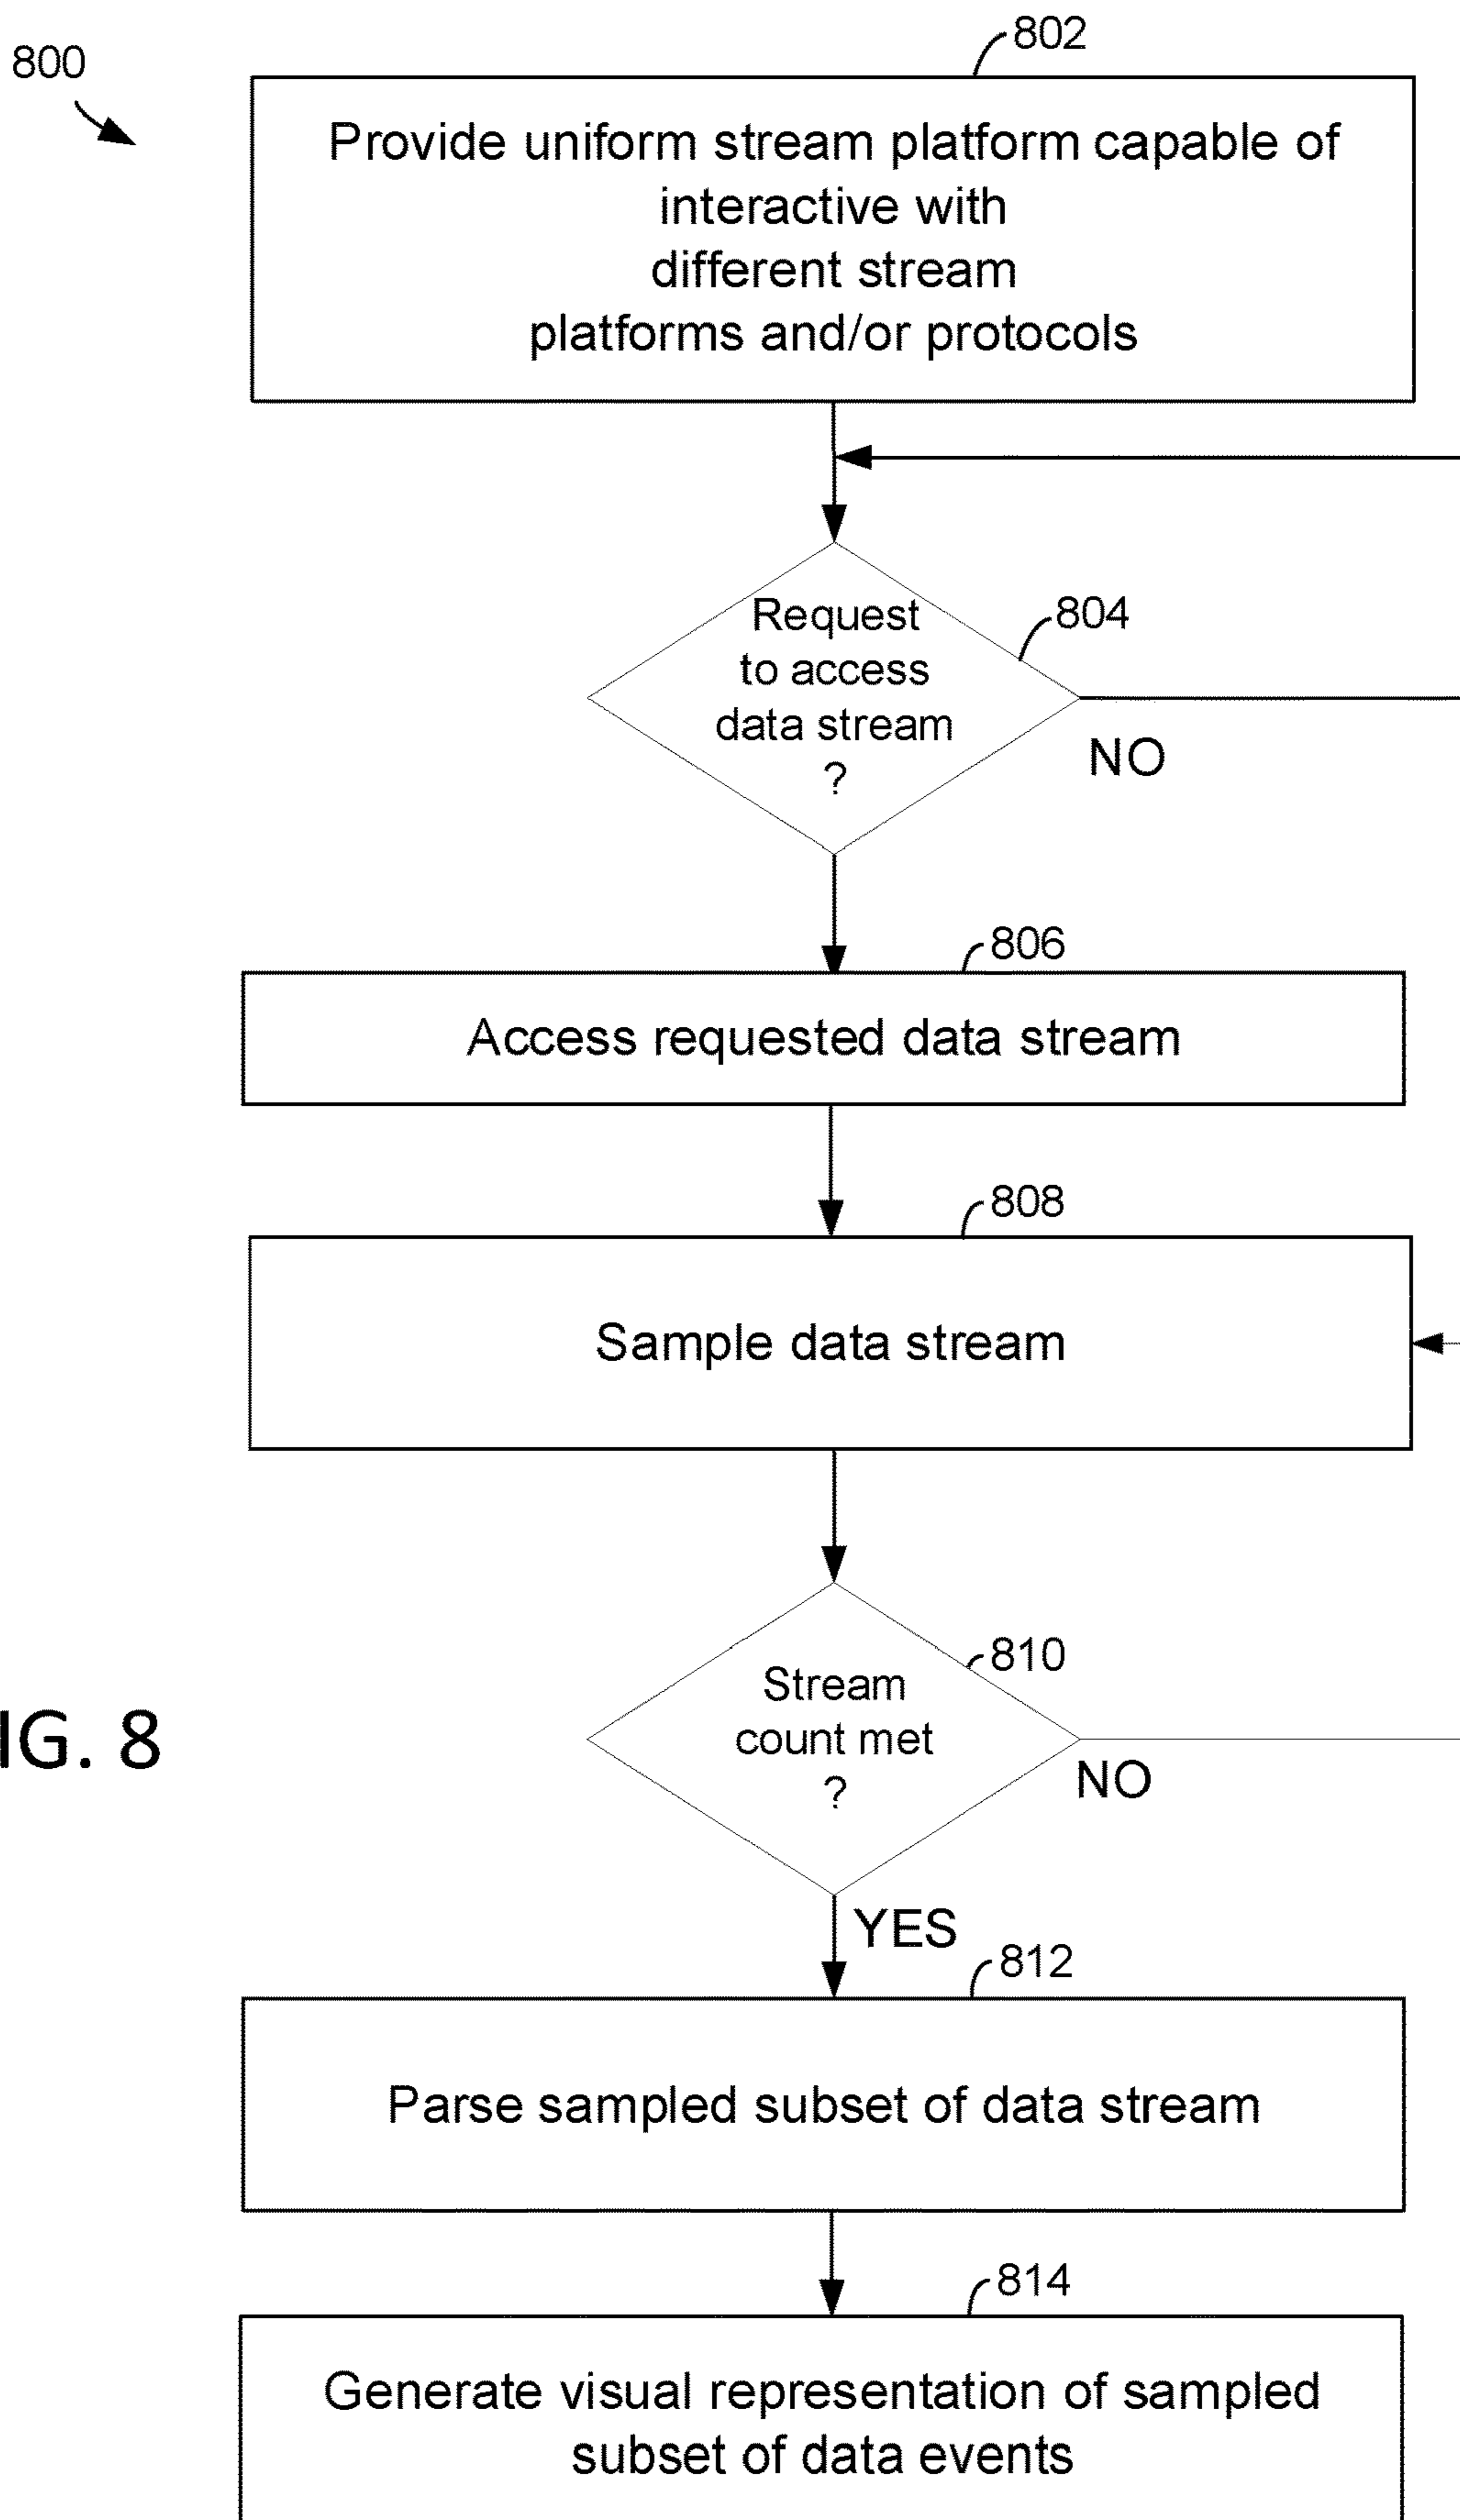 802
800
Provide uniform stream platform capable of
interactive with
different stream
platforms and/or protocols
Request
to access
data stream
?
804
NO
806
Access requested data stream
808
Sample data stream
810
Stream
count met
?
NO
IG. 8
YES
812
Parse sampled subset of data stream
814
Generate visual representation of sampled
subset of data events